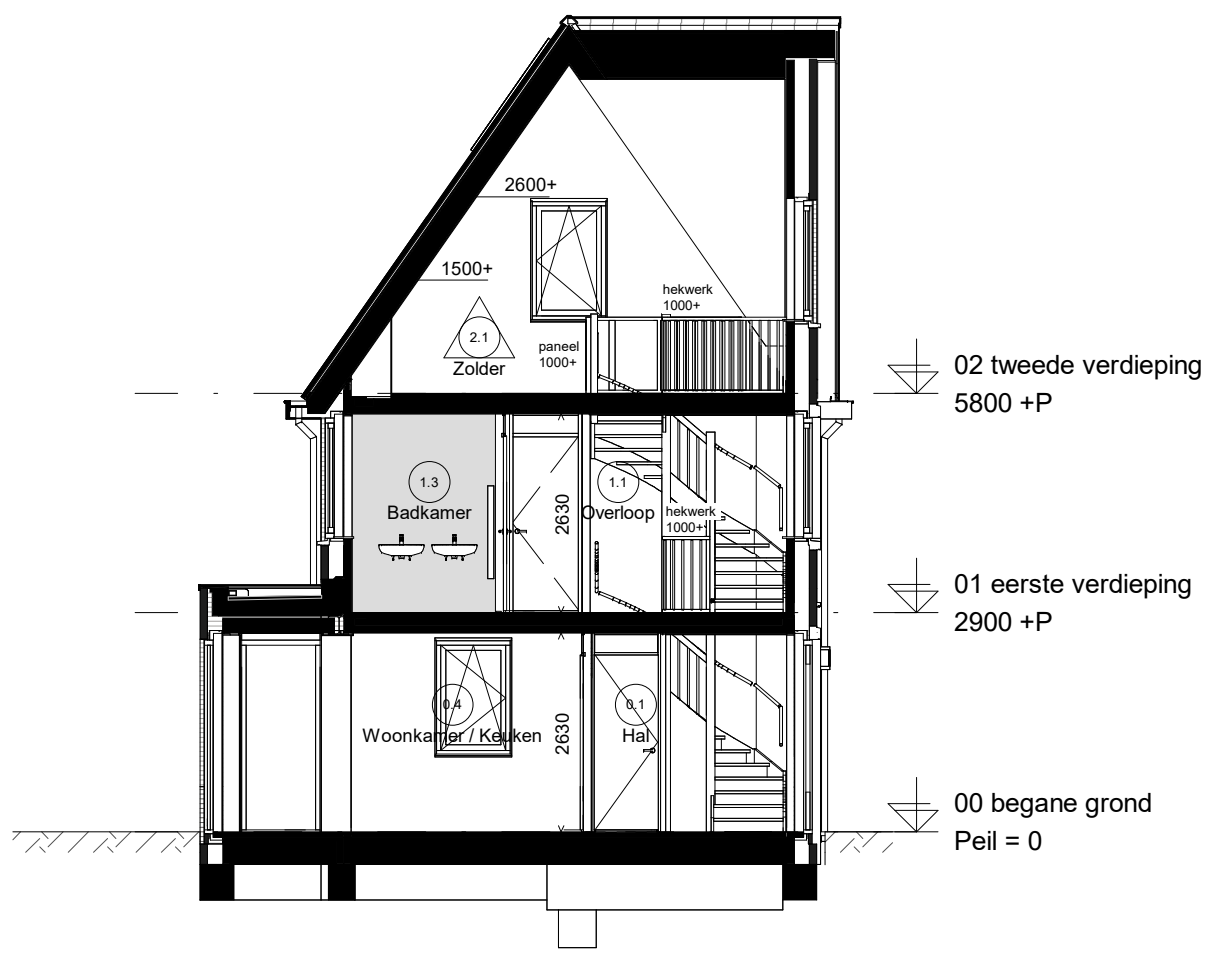 2600+
1500+
hekwerk
1000+
2.1
paneel
1000+
Zolder
02 tweede verdieping
5800 +P
1.3
Badkamer
2630
1.1
Overloop
hekwerk
1000+
01 eerste verdieping
2900 +P
0.4
Woonkamer / Keuken
2630
0.1
Hal
00 begane grond
Peil = 0